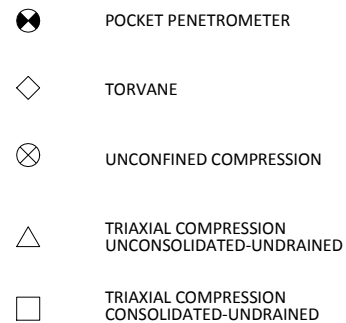 POCKET PENETROMETER
TORVANE
UNCONFINED COMPRESSION
TRIAXIAL COMPRESSION
UNCONSOLIDATED-UNDRAINED
TRIAXIAL COMPRESSION
CONSOLIDATED-UNDRAINED